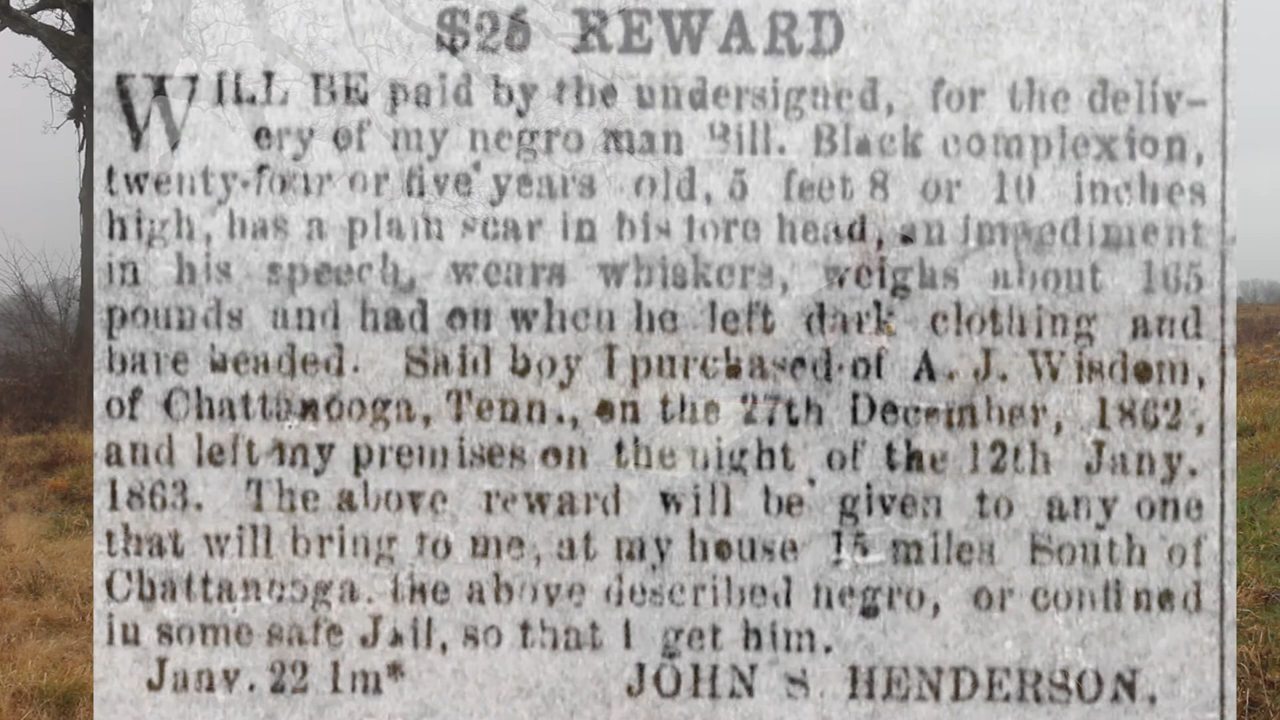 $25 REWARD
WILL BE paid by the undersigned, for the deliv-
ery of my negro man Bill. Black complexion,
twenty-four or five years old, 5 feet 8 or 10 inches
high, has a plain scar in his fore head, an impediment
in his speech, wears whiskers, weighs about 165
pounds and had on when he left dark clothing and
bare headed. Said boy I purchased of A. J. Wisdom,
of Chattanooga, Tenn., on the 27th December, 1862,
and left my premises on the night of the 12th Jany.
1863. The above reward will be given to any one
that will bring to me, at my house 15 miles South of
Chattanooga. the above described negro, or confined
in some safe Jail, so that I get him.
Jany. 22 1m*
JOHN S. HENDERSON.